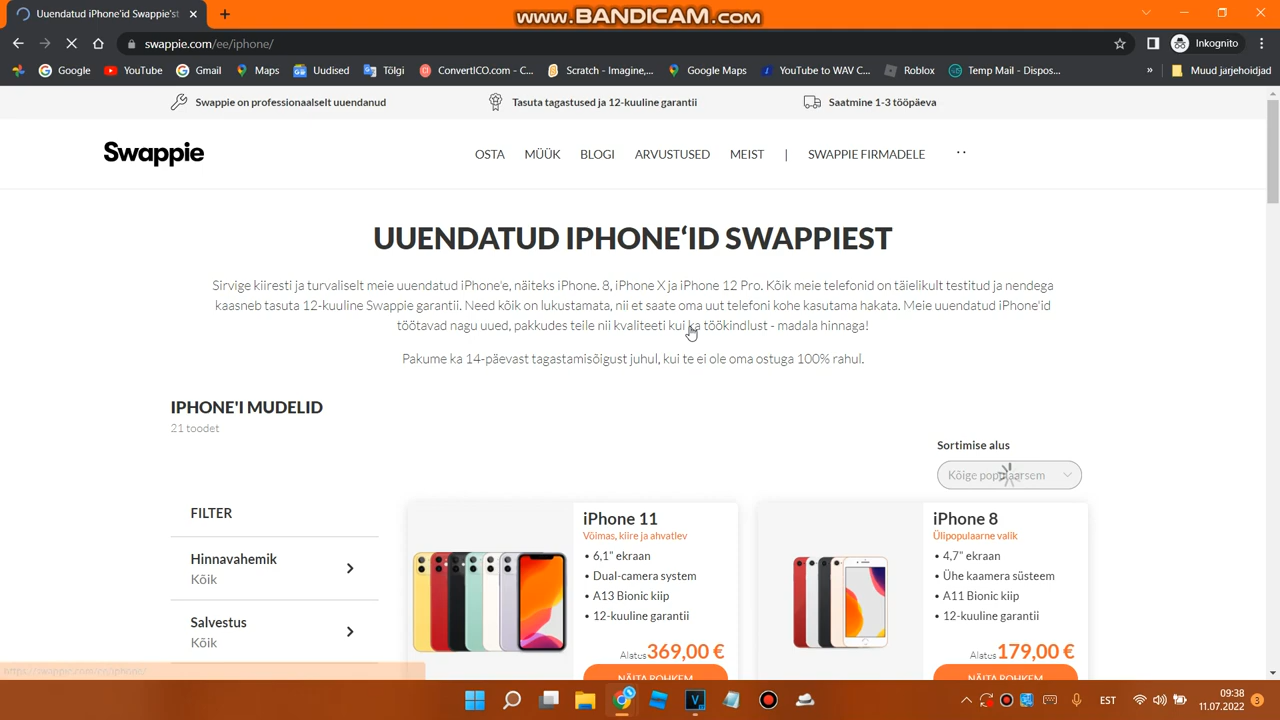 Uuendatud iPhone'id Swappie'st
www.BANDICAM.com
swappie.com/ee/iphone/
Inkognito
Google
YouTube
Gmail
Maps
Uudised
Tõlgi
ConvertICO.com - C...
Scratch - Imagine,...
Google Maps
YouTube to WAV C...
Roblox
Temp Mail - Dispos...
»
Muud järjehoidjad
Swappie on professionaalselt uuendanud
Tasuta tagastused ja 12-kuuline garantii
Saatmine 1-3 tööpäeva
Swappie
OSTA
MÜÜK
BLOGI
ARVUSTUSED
MEIST
|
SWAPPIE FIRMADELE
UUENDATUD IPHONE‘ID SWAPPIEST
Sirvige kiiresti ja turvaliselt meie uuendatud iPhone'e, näiteks iPhone. 8, iPhone X ja iPhone 12 Pro. Kõik meie telefonid on täielikult testitud ja nendega
kaasneb tasuta 12-kuuline Swappie garantii. Need kõik on lukustamata, nii et saate oma uut telefoni kohe kasutama hakata. Meie uuendatud iPhone'id
töötavad nagu uued, pakkudes teile nii kvaliteeti kui ka töökindlust - madala hinnaga!
Pakume ka 14-päevast tagastamisõigust juhul, kui te ei ole oma ostuga 100% rahul.
IPHONE'I MUDELID
21 toodet
Sortimise alus
Kõige populaarsem
FILTER
Hinnavahemik
Kõik
Salvestus
Kõik
iPhone 11
Võimas, kiire ja ahvatlev
• 6,1" ekraan
• Dual-camera system
• A13 Bionic kiip
• 12-kuuline garantii
Alatus 369,00 €
NÄITA ROHKEM
iPhone 8
Ülipopulaarne valik
• 4,7" ekraan
• Ühe kaamera süsteem
• A11 Bionic kiip
• 12-kuuline garantii
Alatus 179,00 €
NÄITA ROHKEM
EST
09:38
11.07.2022
3